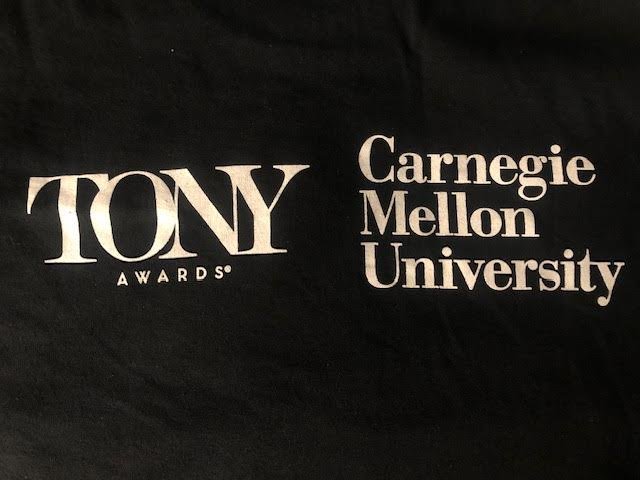 TONY
AWARDS®
Carnegie
Mellon
University